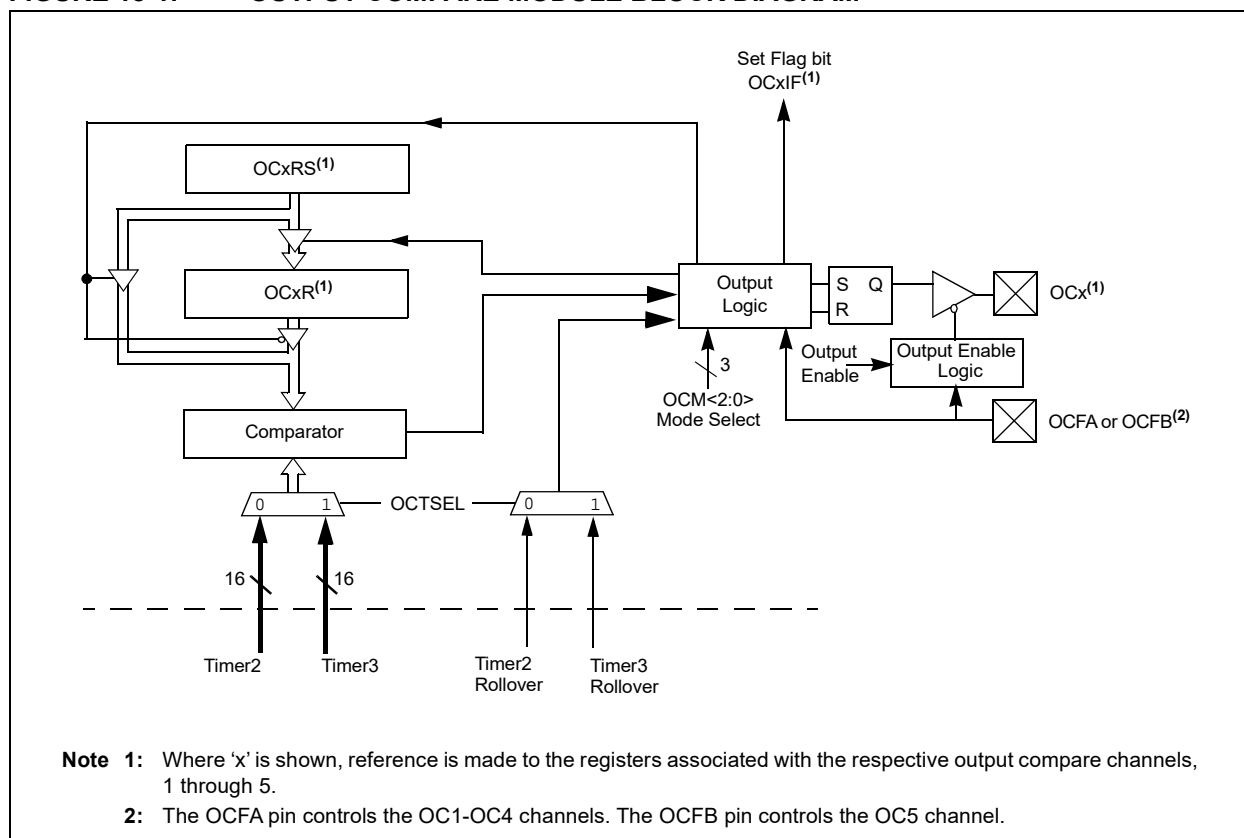 Set Flag bit
OCxIF(1)
OCxRS(1)
OCxR(1)
Output
Logic
S Q
R
OCx(1)
Output
Enable
Output Enable
Logic
3
OCM<2:0>
Mode Select
OCFA or OCFB(2)
Comparator
0 1
OCTSEL
0 1
16
16
Timer2
Timer3
Timer2
Rollover
Timer3
Rollover
Note 1: Where ‘x’ is shown, reference is made to the registers associated with the respective output compare channels,
1 through 5.
2: The OCFA pin controls the OC1-OC4 channels. The OCFB pin controls the OC5 channel.